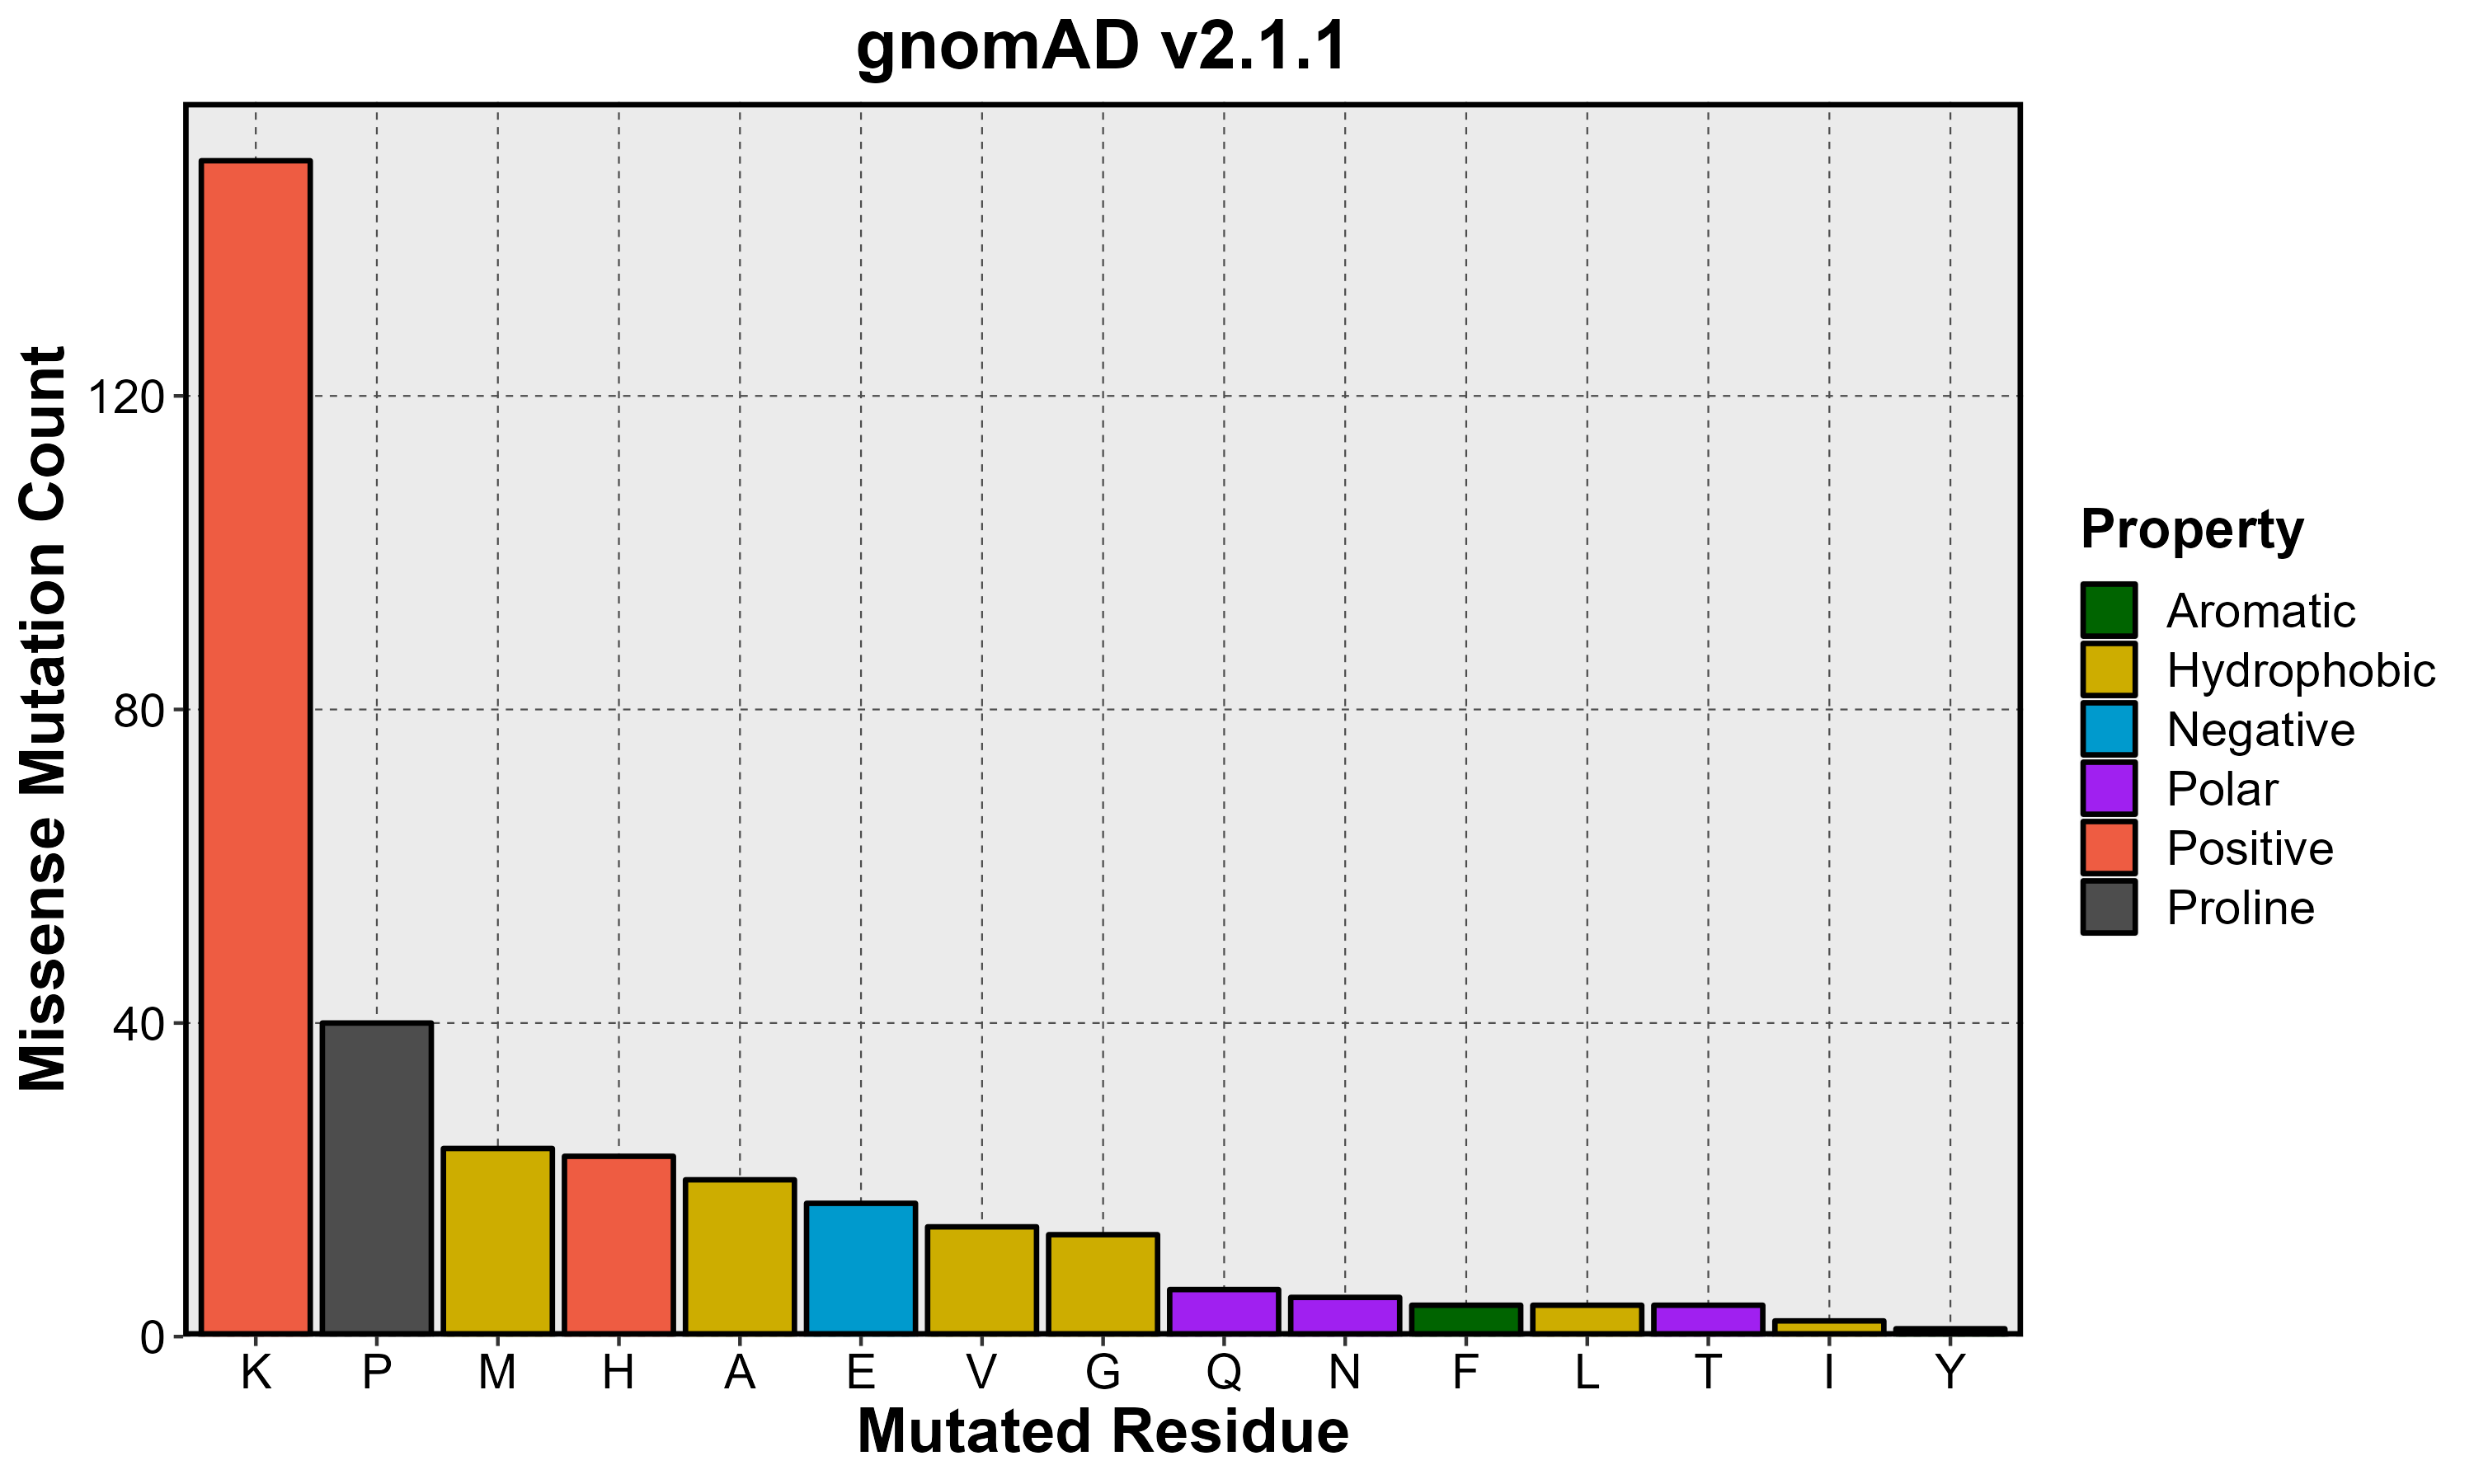 gnomAD v2.1.1
Missense Mutation Count
120
80
40
0
K P M H A E V G Q N F L T I Y
Mutated Residue
Property
Aromatic
Hydrophobic
Negative
Polar
Positive
Proline